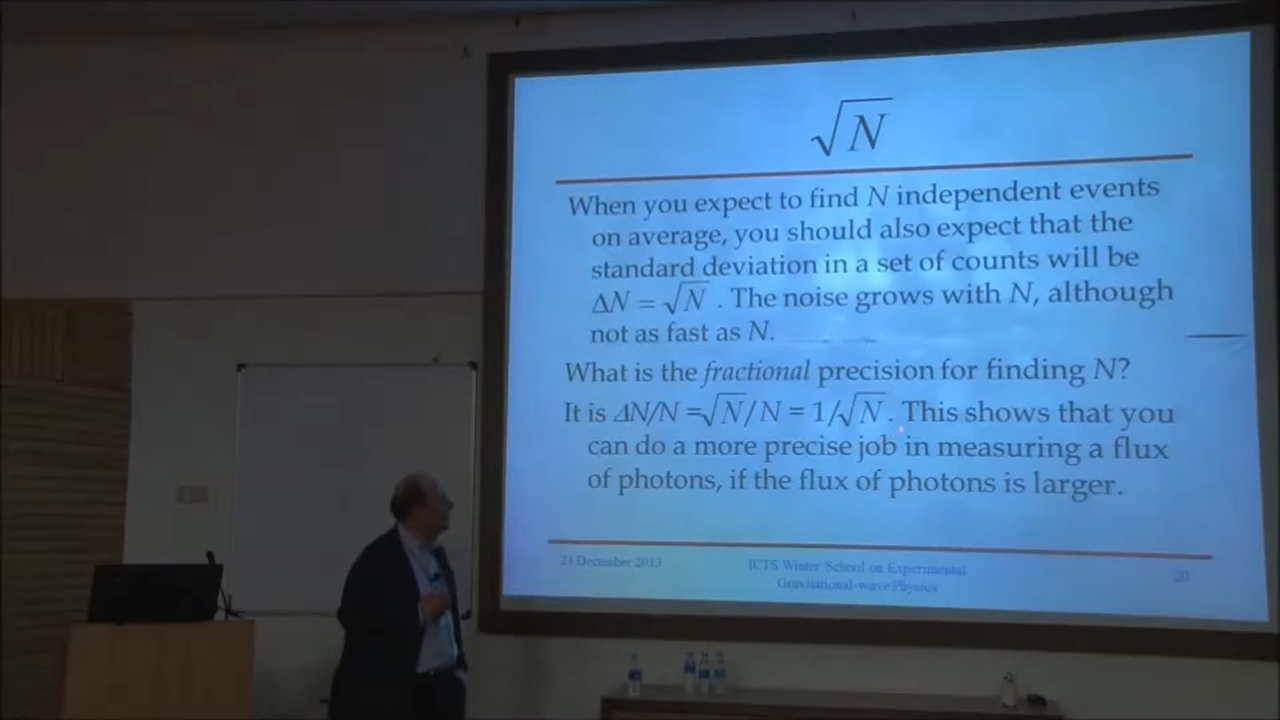 √N
When you expect to find N independent events
on average, you should also expect that the
standard deviation in a set of counts will be
ΔN = √N . The noise grows with N, although
not as fast as N.
What is the fractional precision for finding N?
It is ΔN/N =√N/N = 1/√N. This shows that you
can do a more precise job in measuring a flux
of photons, if the flux of photons is larger.
23 December 2013
ICTS Winter School on Experimental
Gravitational-wave Physics
20